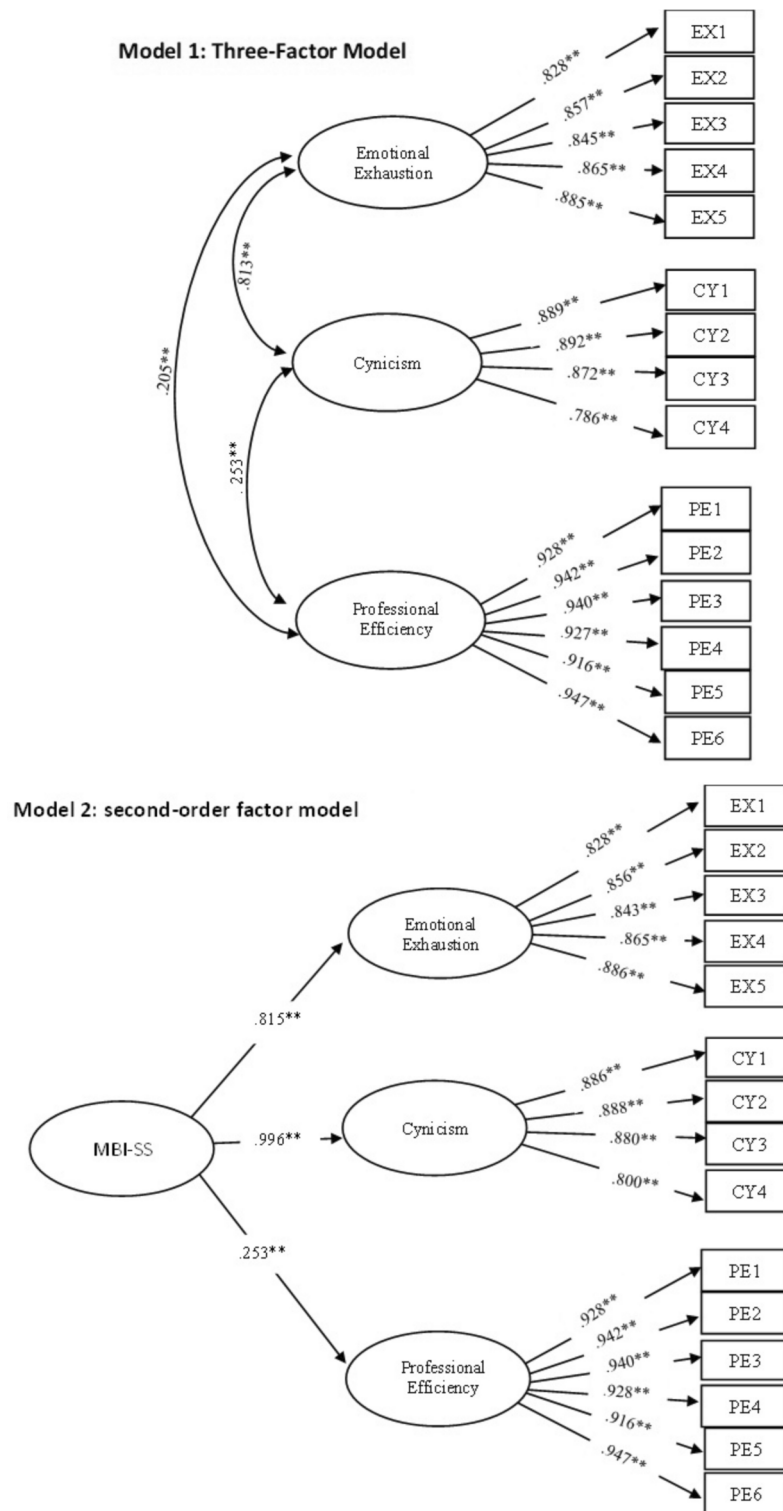 Model 1: Three-Factor Model
EX1
.828**
EX2
.857**
Emotional
Exhaustion
.845**
EX3
.865**
EX4
.885**
EX5
.813**
.205**
CY1
.889**
CY2
.892**
Cynicism
.872**
CY3
.786**
CY4
.253**
PE1
.928**
PE2
.942**
Professional
Efficiency
.940**
PE3
.927**
PE4
.916**
PE5
.947**
PE6
Model 2: second-order factor model
EX1
.828**
EX2
.856**
Emotional
Exhaustion
.843**
EX3
.865**
EX4
.886**
EX5
.815**
CY1
.886**
CY2
.888**
Cynicism
.880**
CY3
.800**
CY4
MBI-SS
.996**
.253**
PE1
.928**
PE2
.942**
Professional
Efficiency
.940**
PE3
.928**
PE4
.916**
PE5
.947**
PE6